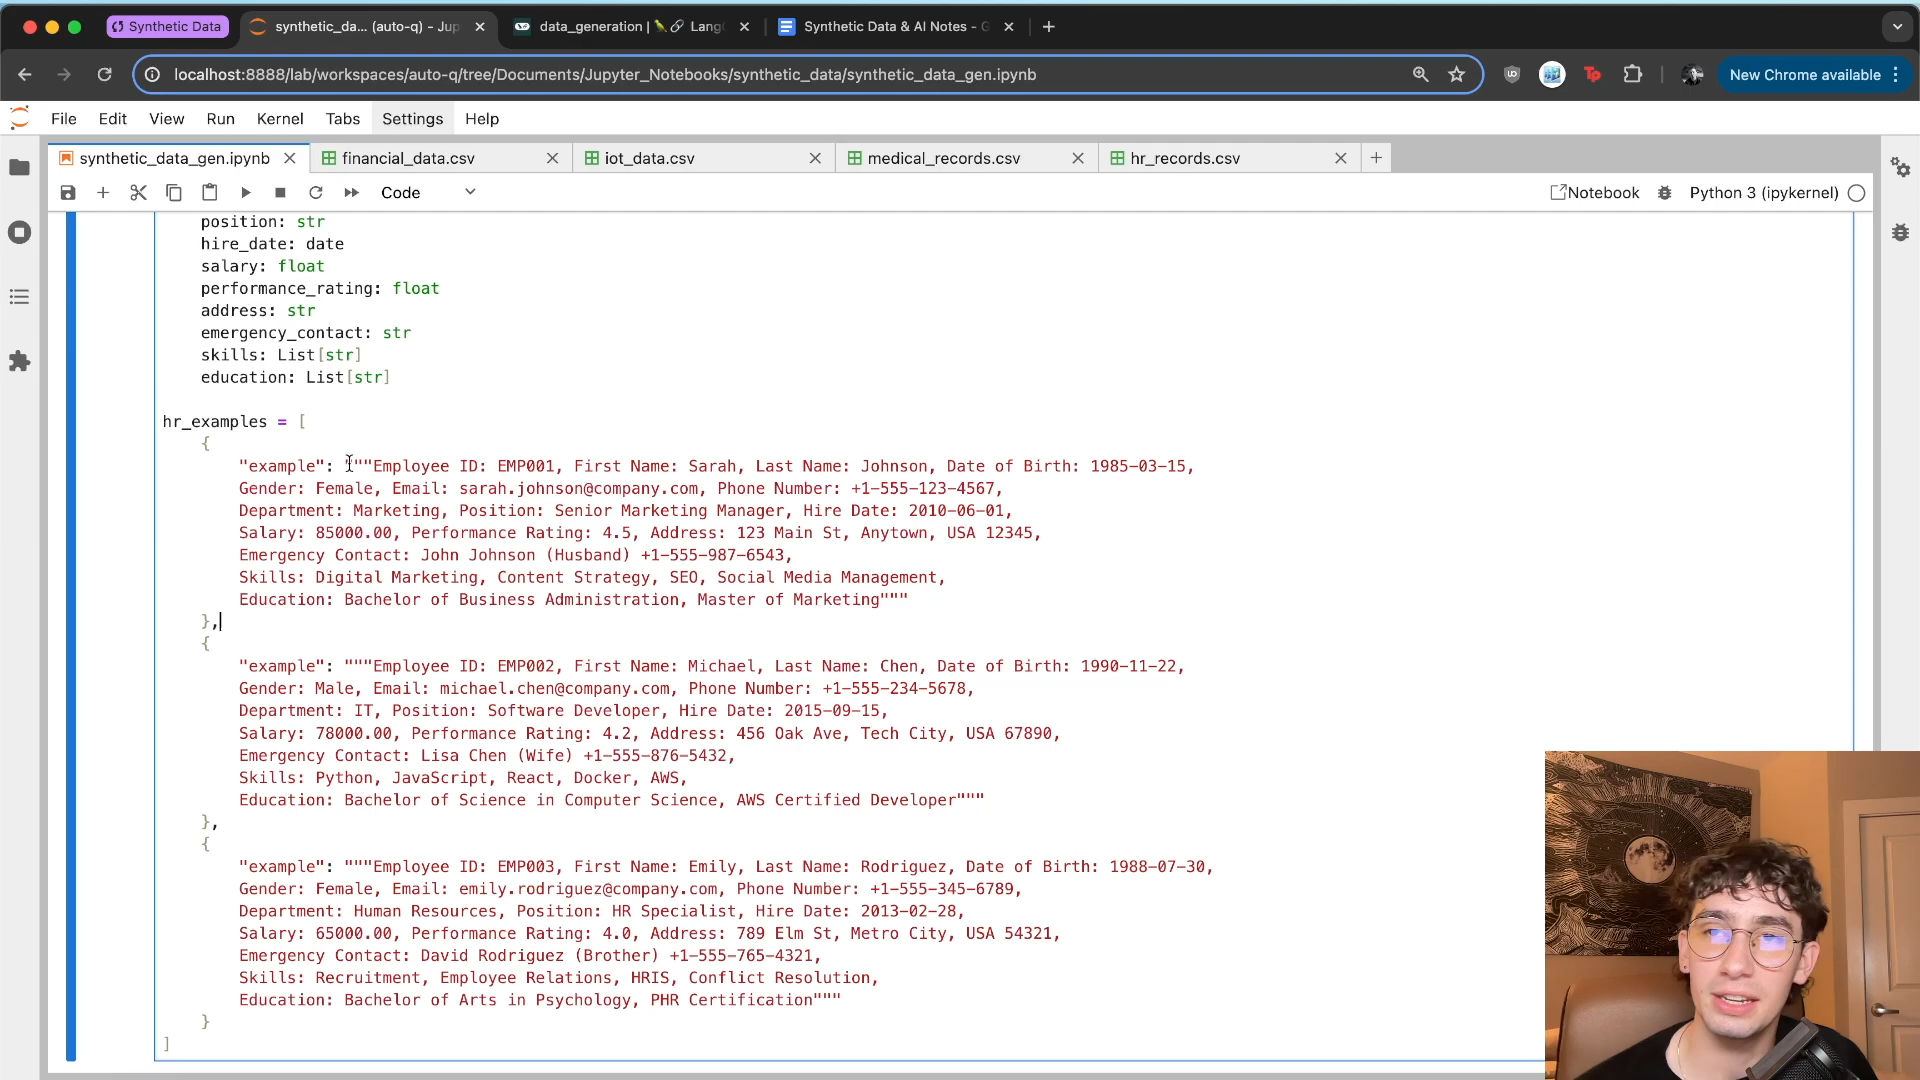 Synthetic Data
synthetic_da... (auto-q) - Jup
data_generation | Lang
Synthetic Data & AI Notes - G
localhost:8888/lab/workspaces/auto-q/tree/Documents/Jupyter_Notebooks/synthetic_data/synthetic_data_gen.ipynb
New Chrome available
File Edit View Run Kernel Tabs Settings Help
synthetic_data_gen.ipynb
financial_data.csv
iot_data.csv
medical_records.csv
hr_records.csv
Code
Notebook
Python 3 (ipykernel)
position: str
hire_date: date
salary: float
performance_rating: float
address: str
emergency_contact: str
skills: List[str]
education: List[str]
hr_examples = [
{
"example": """Employee ID: EMP001, First Name: Sarah, Last Name: Johnson, Date of Birth: 1985-03-15,
Gender: Female, Email: sarah.johnson@company.com, Phone Number: +1-555-123-4567,
Department: Marketing, Position: Senior Marketing Manager, Hire Date: 2010-06-01,
Salary: 85000.00, Performance Rating: 4.5, Address: 123 Main St, Anytown, USA 12345,
Emergency Contact: John Johnson (Husband) +1-555-987-6543,
Skills: Digital Marketing, Content Strategy, SEO, Social Media Management,
Education: Bachelor of Business Administration, Master of Marketing"""
},
{
"example": """Employee ID: EMP002, First Name: Michael, Last Name: Chen, Date of Birth: 1990-11-22,
Gender: Male, Email: michael.chen@company.com, Phone Number: +1-555-234-5678,
Department: IT, Position: Software Developer, Hire Date: 2015-09-15,
Salary: 78000.00, Performance Rating: 4.2, Address: 456 Oak Ave, Tech City, USA 67890,
Emergency Contact: Lisa Chen (Wife) +1-555-876-5432,
Skills: Python, JavaScript, React, Docker, AWS,
Education: Bachelor of Science in Computer Science, AWS Certified Developer"""
},
{
"example": """Employee ID: EMP003, First Name: Emily, Last Name: Rodriguez, Date of Birth: 1988-07-30,
Gender: Female, Email: emily.rodriguez@company.com, Phone Number: +1-555-345-6789,
Department: Human Resources, Position: HR Specialist, Hire Date: 2013-02-28,
Salary: 65000.00, Performance Rating: 4.0, Address: 789 Elm St, Metro City, USA 54321,
Emergency Contact: David Rodriguez (Brother) +1-555-765-4321,
Skills: Recruitment, Employee Relations, HRIS, Conflict Resolution,
Education: Bachelor of Arts in Psychology, PHR Certification"""
}
]